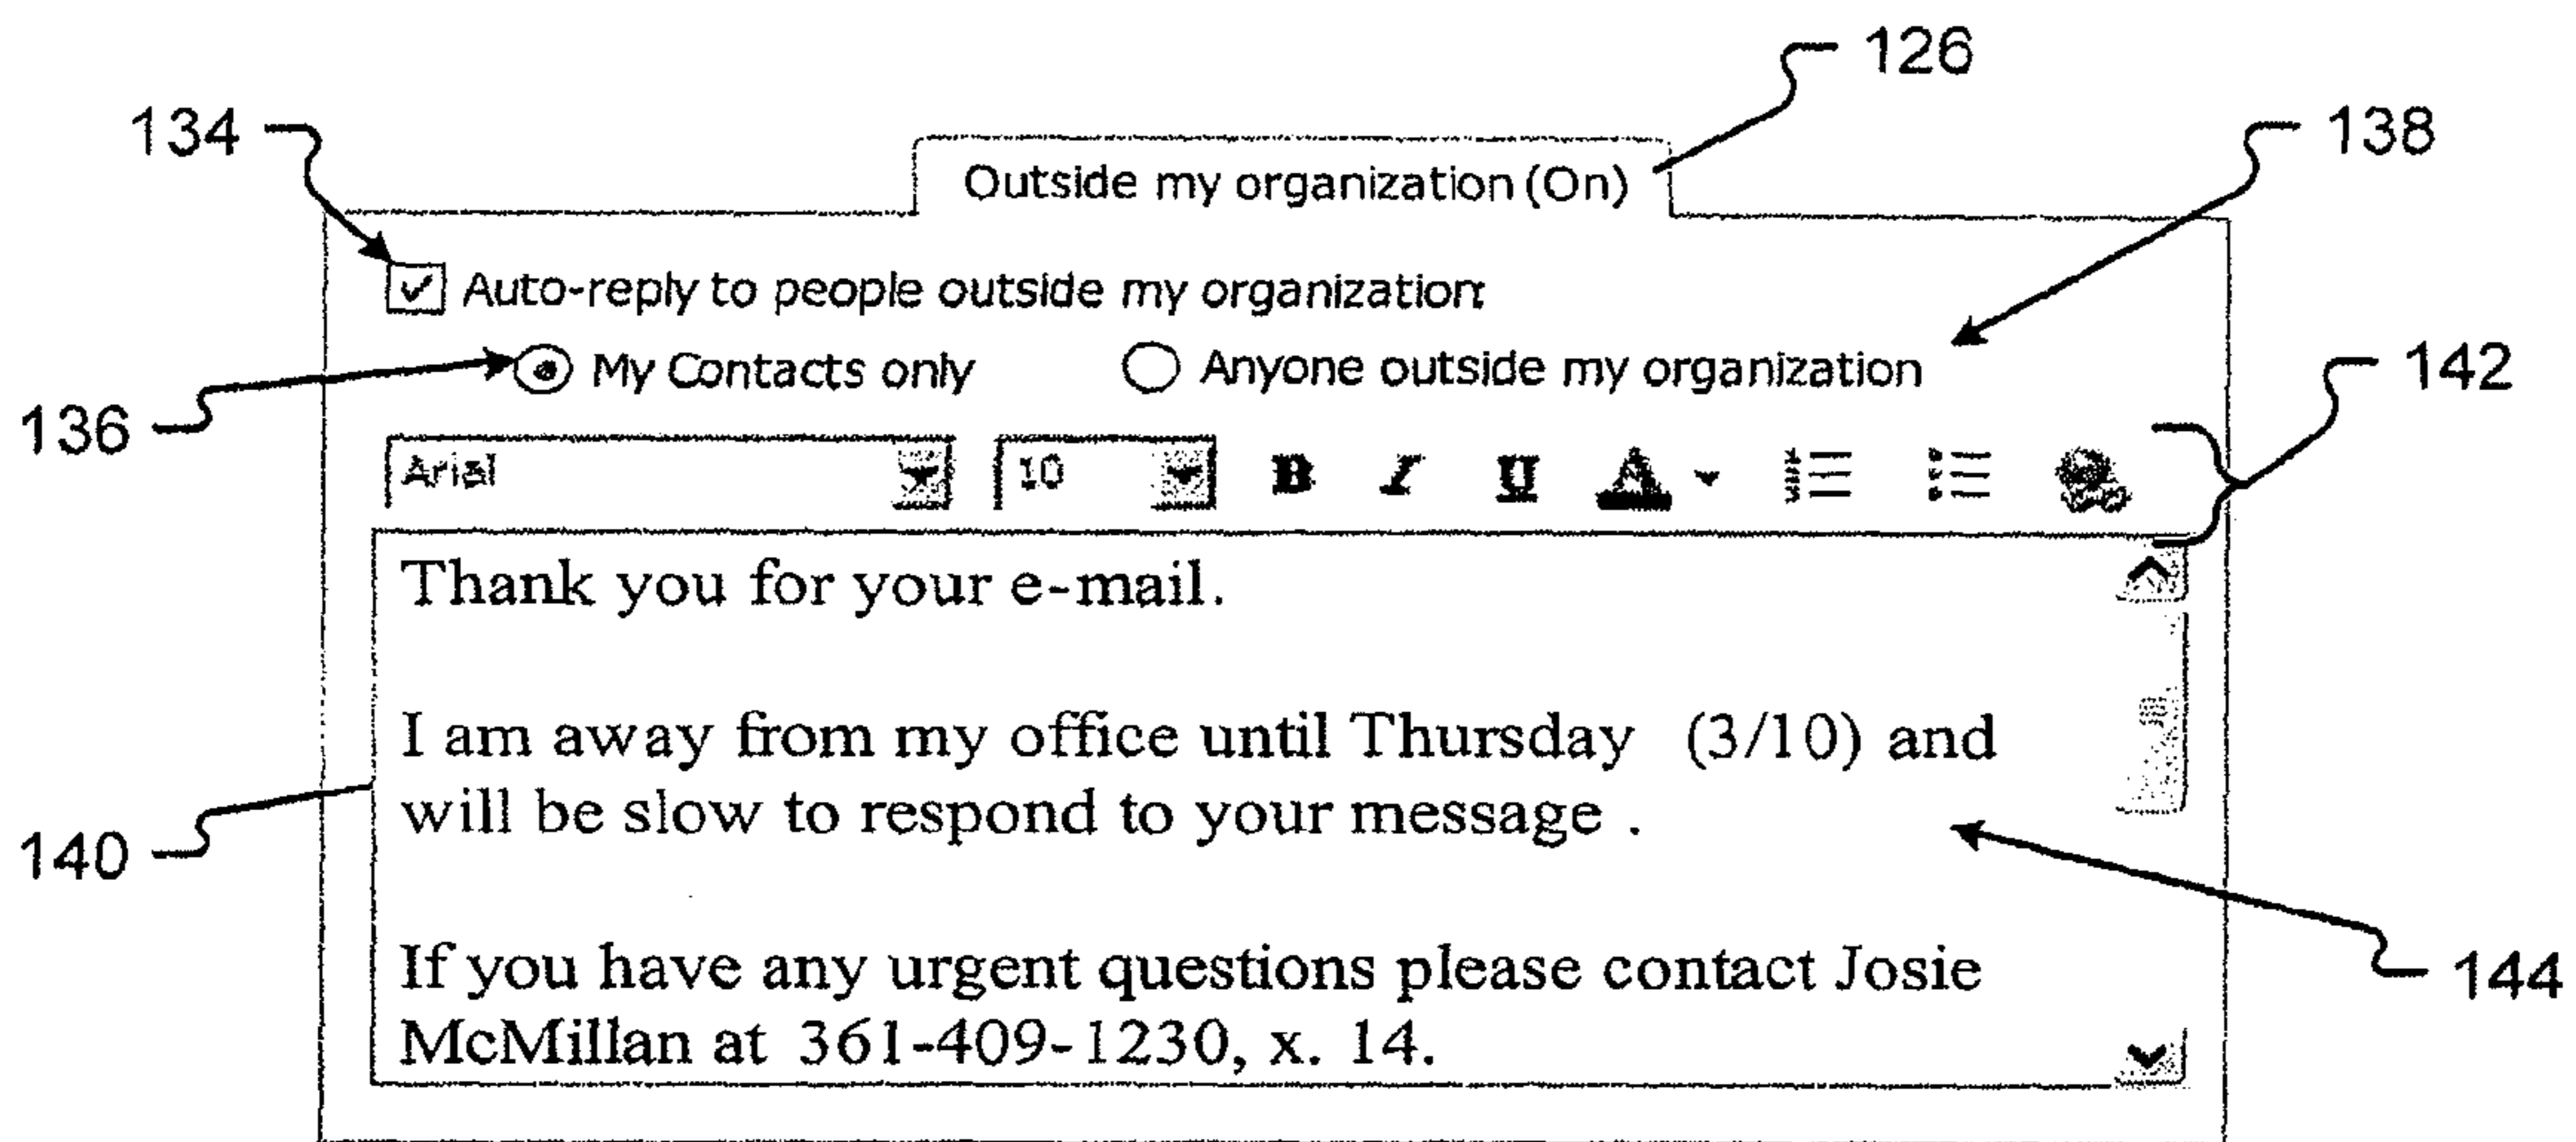 126
134
138
Outside my organization (On)
Auto-reply to people outside my organization:
My Contacts only Anyone outside my organization
142
136
Arial 10 B I U A
Thank you for your e-mail.
I am away from my office until Thursday (3/10) and
will be slow to respond to your message .
140
If you have any urgent questions please contact Josie
144
McMillan at 361-409-1230, x. 14.